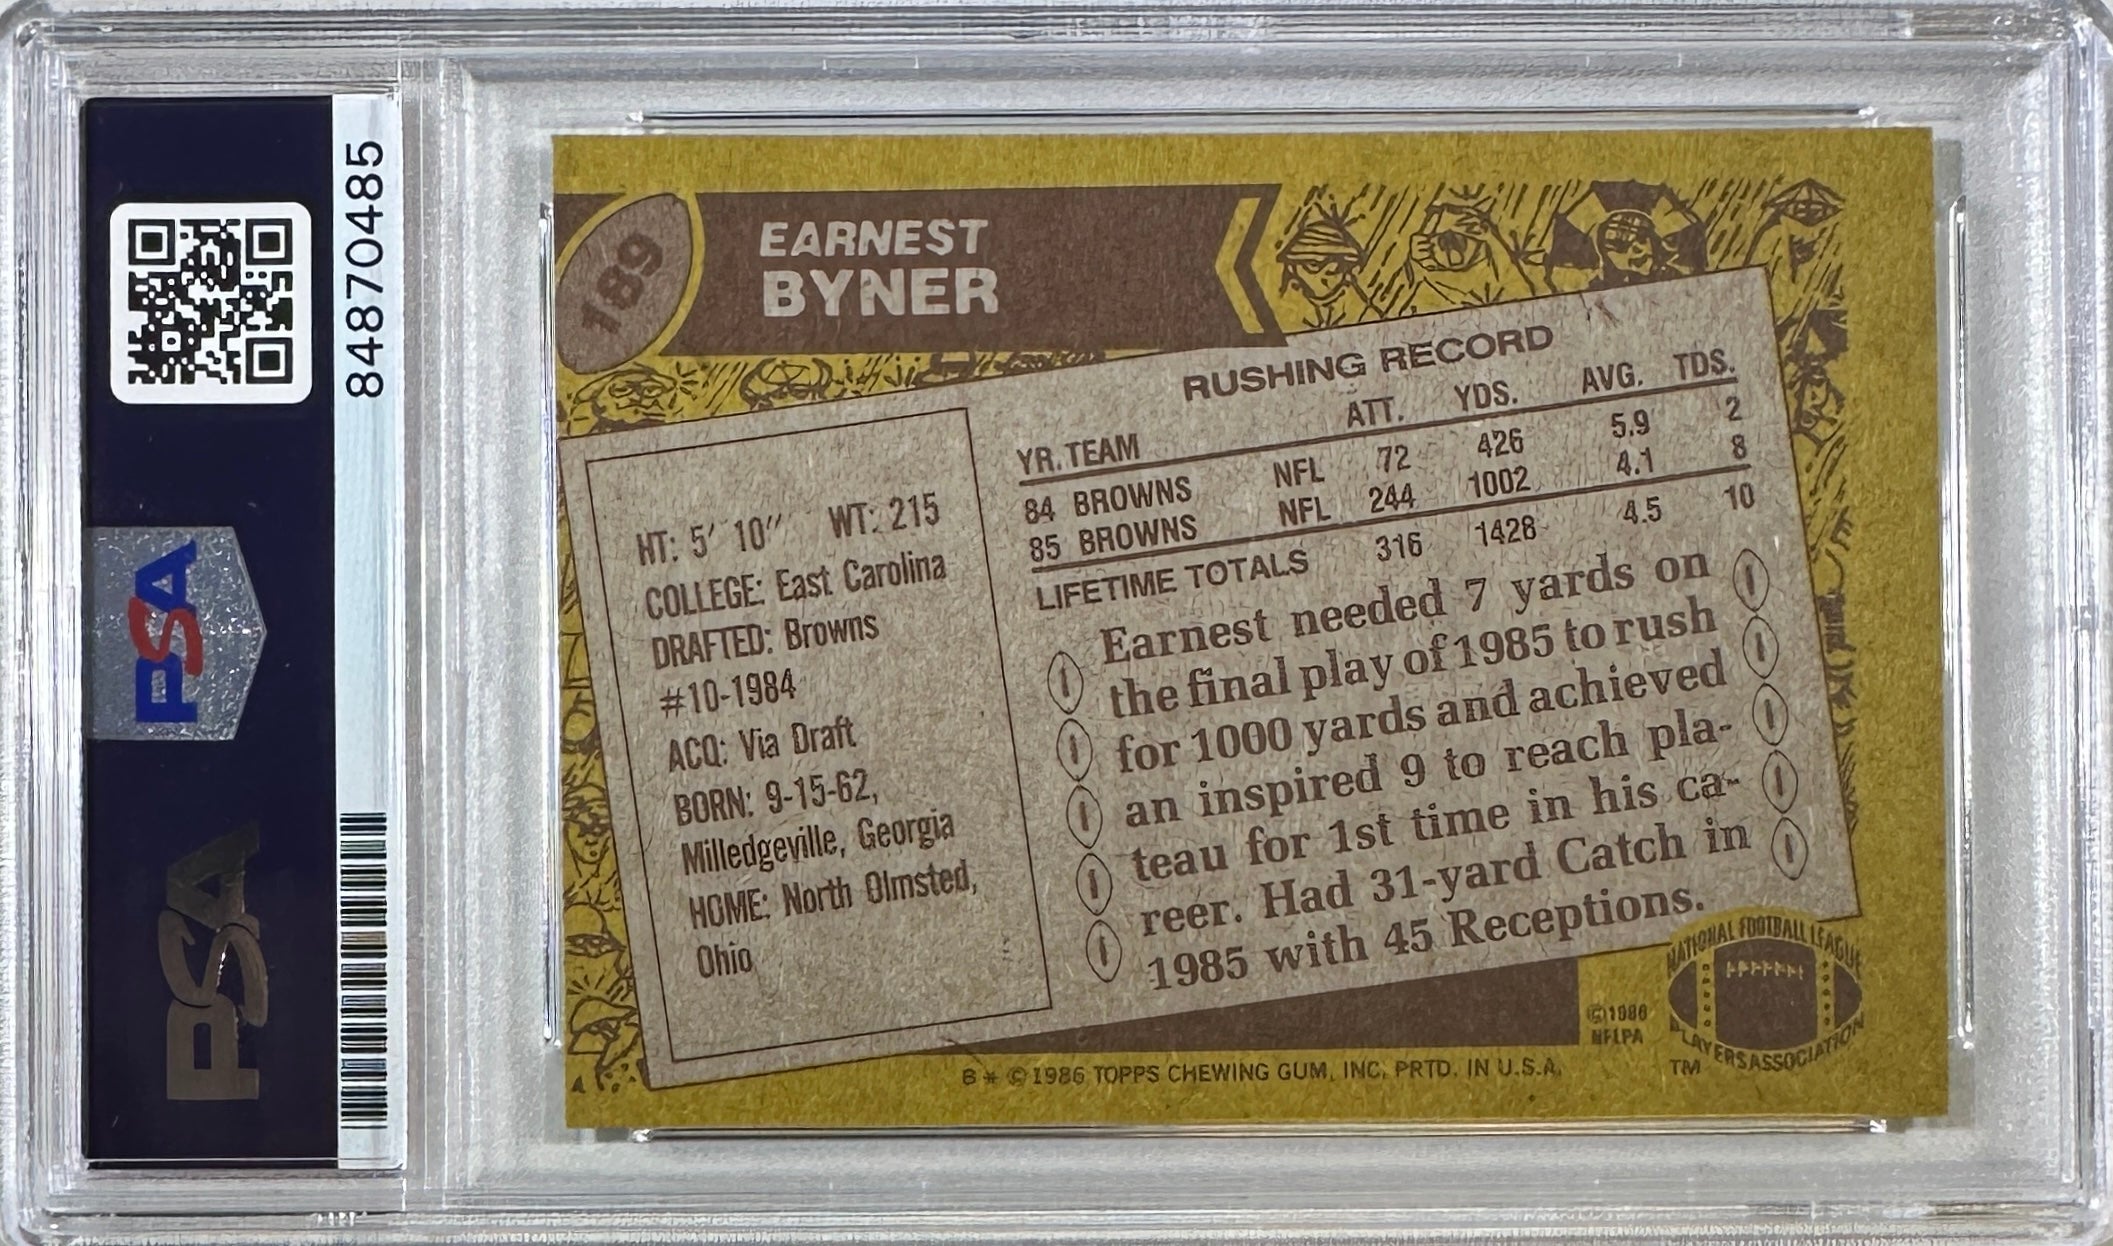 84870485
PSA
PSA
189
EARNEST
BYNER
RUSHING RECORD
YR. TEAM ATT. YDS. AVG. TDS.
84 BROWNS NFL 72 426 5.9 2
85 BROWNS NFL 244 1002 4.1 8
LIFETIME TOTALS 316 1428 4.5 10
HT: 5' 10" WT: 215
COLLEGE: East Carolina
DRAFTED: Browns
#10-1984
ACQ: Via Draft
BORN: 9-15-62,
Milledgeville, Georgia
HOME: North Olmsted,
Ohio
Earnest needed 7 yards on
the final play of 1985 to rush
for 1000 yards and achieved
an inspired 9 to reach pla-
teau for 1st time in his ca-
reer. Had 31-yard Catch in
1985 with 45 Receptions.
NATIONAL FOOTBALL LEAGUE
PLAYERS ASSOCIATION
TM
©1986
NFLPA
B * © 1986 TOPPS CHEWING GUM, INC. PRTD. IN U.S.A.